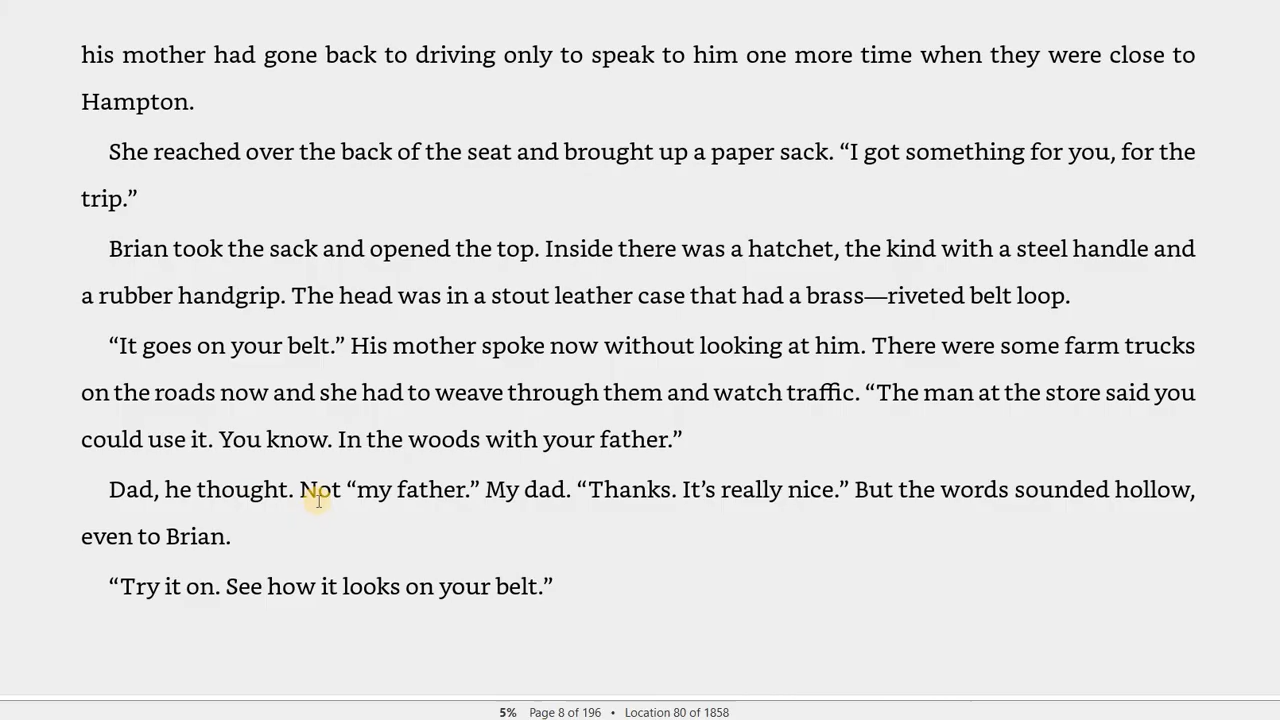 his mother had gone back to driving only to speak to him one more time when they were close to
Hampton.
She reached over the back of the seat and brought up a paper sack. “I got something for you, for the
trip.”
Brian took the sack and opened the top. Inside there was a hatchet, the kind with a steel handle and
a rubber handgrip. The head was in a stout leather case that had a brass—riveted belt loop.
“It goes on your belt.” His mother spoke now without looking at him. There were some farm trucks
on the roads now and she had to weave through them and watch traffic. “The man at the store said you
could use it. You know. In the woods with your father.”
Dad, he thought. Not “my father.” My dad. “Thanks. It’s really nice.” But the words sounded hollow,
even to Brian.
“Try it on. See how it looks on your belt.”
5% Page 8 of 196 • Location 80 of 1858